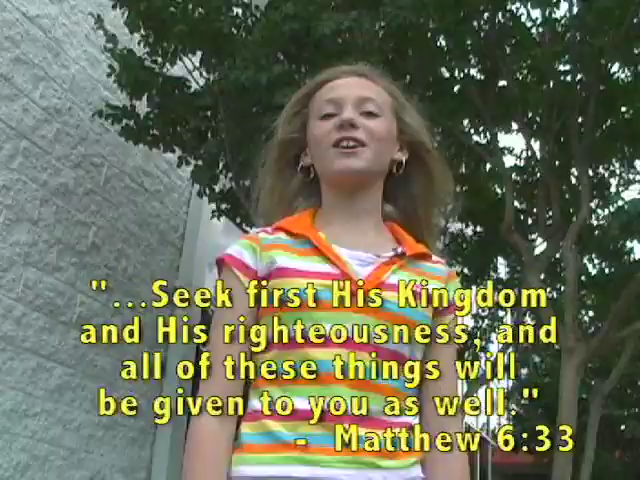 "...Seek first His Kingdom
and His righteousness, and
all of these things will
be given to you as well."
- Matthew 6:33